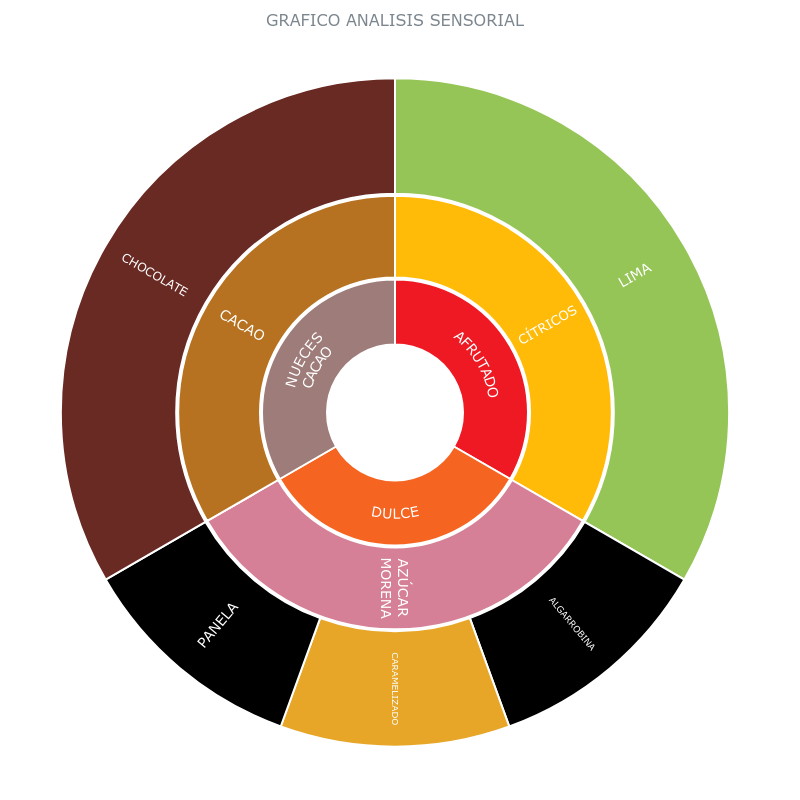 GRAFICO ANALISIS SENSORIAL
CHOCOLATE
LIMA
CACAO
CÍTRICOS
NUECES
CACAO
AFRUTADO
DULCE
AZÚCAR
MORENA
PANELA
CARAMELIZADO
ALGARROBINA